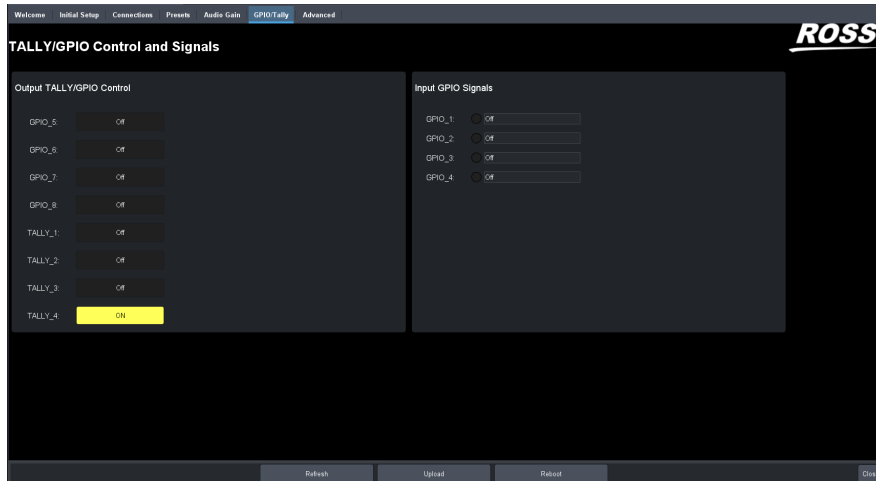 Welcome Initial Setup Connections Presets Audio Gain GPIO/Tally Advanced
TALLY/GPIO Control and Signals
ROSS
Output TALLY/GPIO Control
GPIO_5: Off
GPIO_6: Off
GPIO_7: Off
GPIO_8: Off
TALLY_1: Off
TALLY_2: Off
TALLY_3: Off
TALLY_4: ON
Input GPIO Signals
GPIO_1: Off
GPIO_2: Off
GPIO_3: Off
GPIO_4: Off
Refresh Upload Reboot Clos